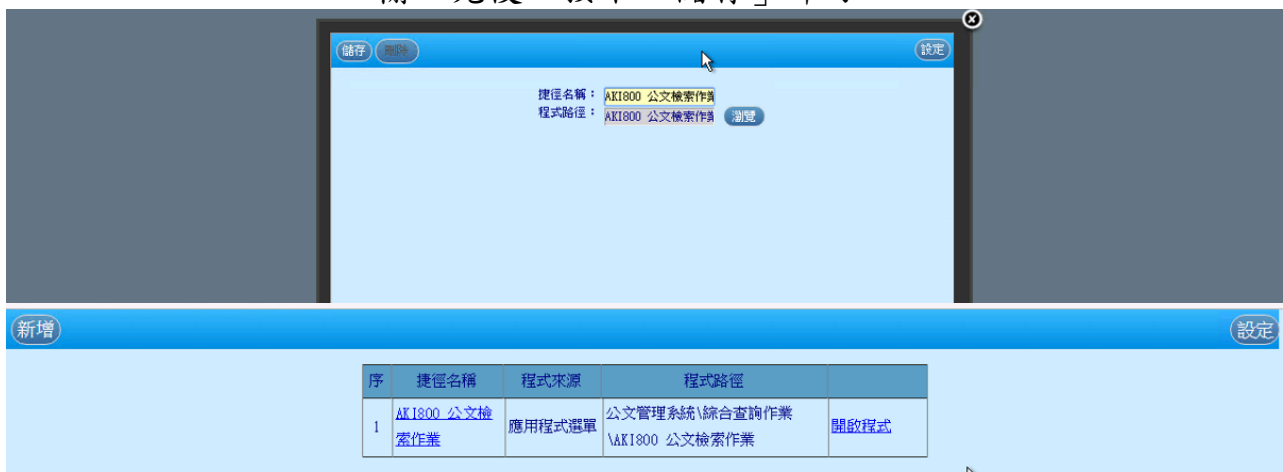 儲存 刪除 設定
捷徑名稱： AKI800 公文檢索作業
程式路徑： AKI800 公文檢索作業 瀏覽
新增 設定
序 捷徑名稱 程式來源 程式路徑
1 AKI800 公文檢索作業 應用程式選單 公文管理系統\綜合查詢作業\AKI800 公文檢索作業 開啟程式